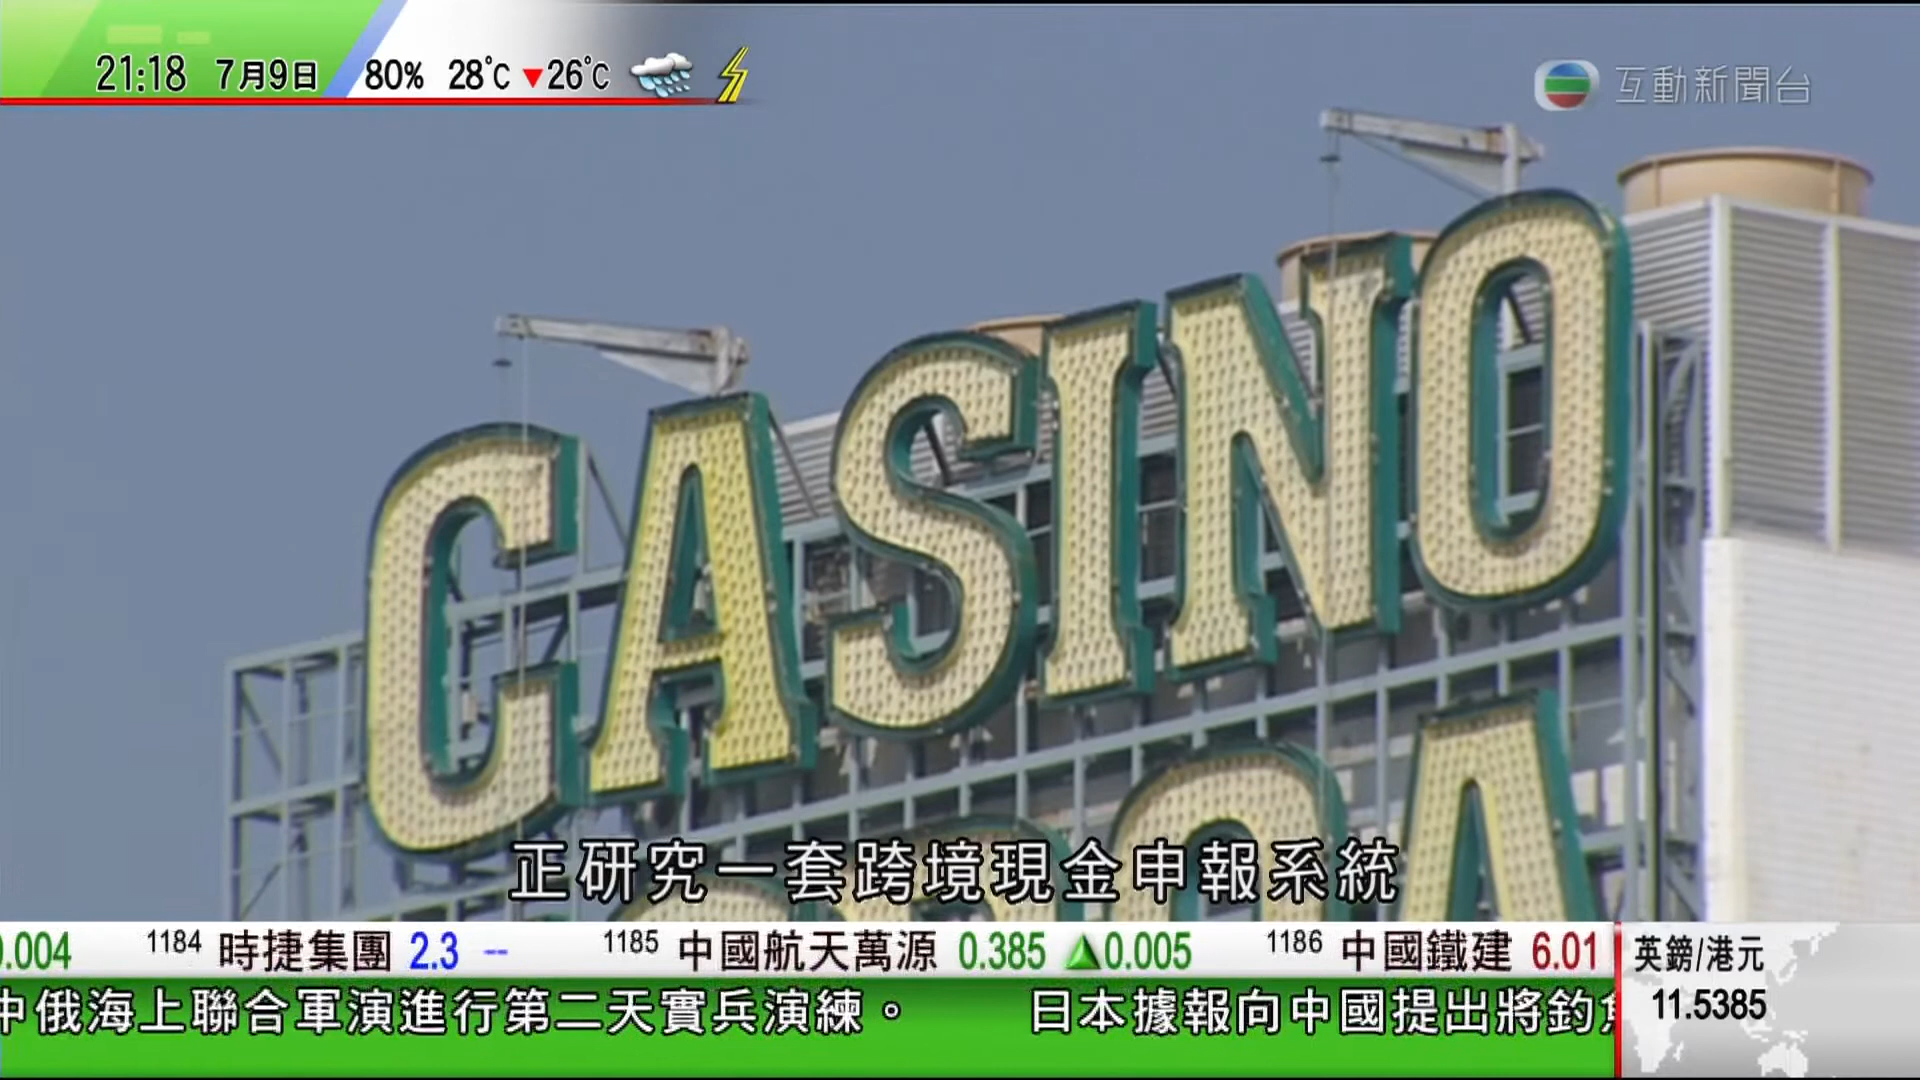 21:18 7月9日 80% 28°C ▼26°C
互動新聞台
CASINO
正研究一套跨境現金申報系統
0.004 1184 時捷集團 2.3 -- 1185 中國航天萬源 0.385 ▲0.005 1186 中國鐵建 6.01
英鎊/港元
11.5385
中俄海上聯合軍演進行第二天實兵演練。 日本據報向中國提出將釣